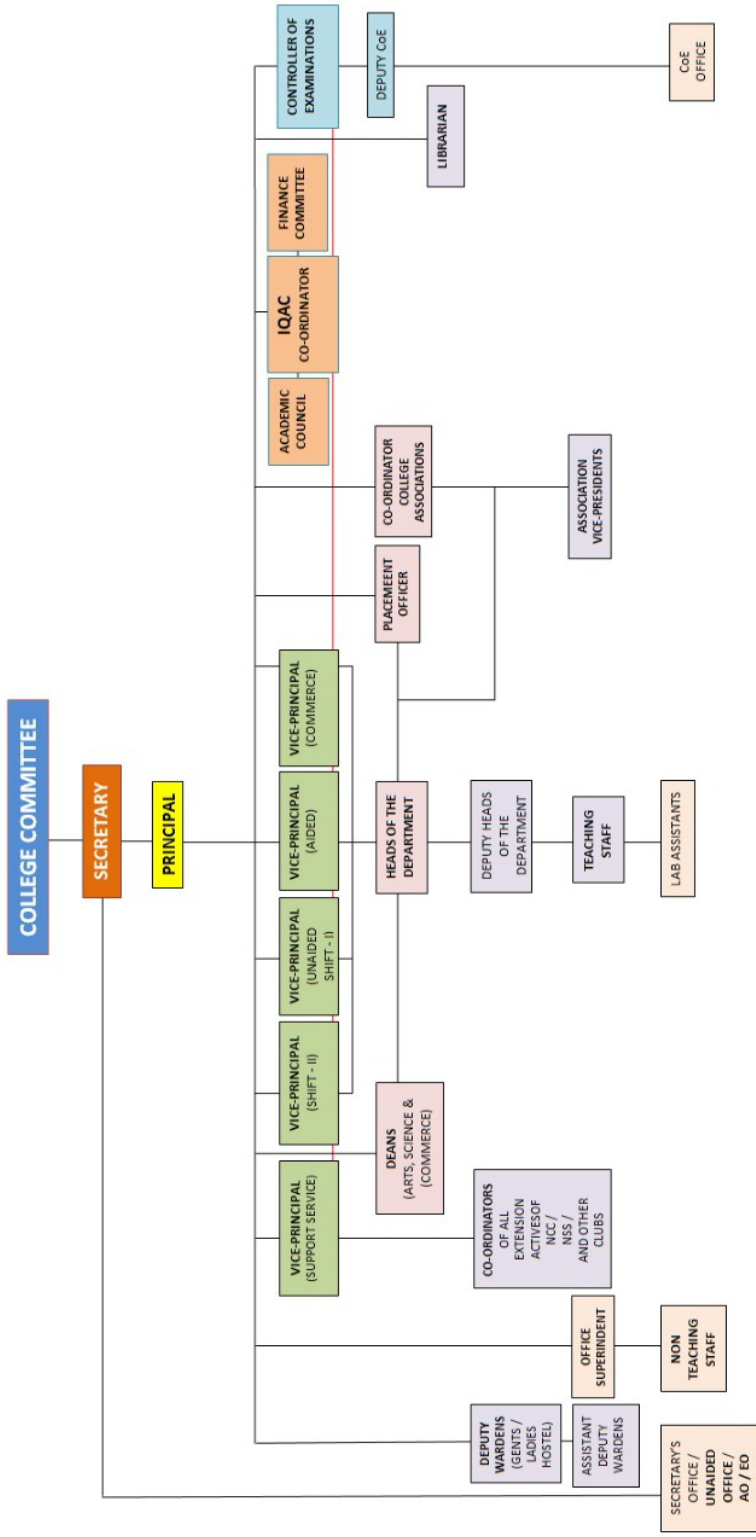 COLLEGE COMMITTEE
SECRETARY
PRINCIPAL
VICE-PRINCIPAL
(SUPPORT SERVICE)
VICE-PRINCIPAL
(SHIFT - II)
VICE-PRINCIPAL
(UNAIDED
SHIFT - I)
VICE-PRINCIPAL
(AIDED)
VICE-PRINCIPAL
(COMMERCE)
ACADEMIC
COUNCIL
IQAC
CO-ORDINATOR
FINANCE
COMMITTEE
CONTROLLER OF
EXAMINATIONS
DEPUTY CoE
DEANS
(ARTS, SCIENCE &
(COMMERCE)
HEADS OF THE
DEPARTMENT
PLACEMEENT
OFFICER
CO-ORDINATOR
COLLEGE
ASSOCIATIONS
LIBRARIAN
DEPUTY
WARDENS
(GENTS /
LADIES
HOSTEL)
CO-ORDINATORS
OF ALL
EXTENSION
ACTIVESOF
NCC /
NSS /
AND OTHER
CLUBS
DEPUTY HEADS
OF THE
DEPARTMENT
ASSISTANT
DEPUTY
WARDENS
OFFICE
SUPERINDENT
TEACHING
STAFF
ASSOCIATION
VICE-PRESIDENTS
SECRETARY'S
OFFICE /
UNAIDED
OFFICE /
AO / EO
NON
TEACHING
STAFF
LAB ASSISTANTS
CoE
OFFICE